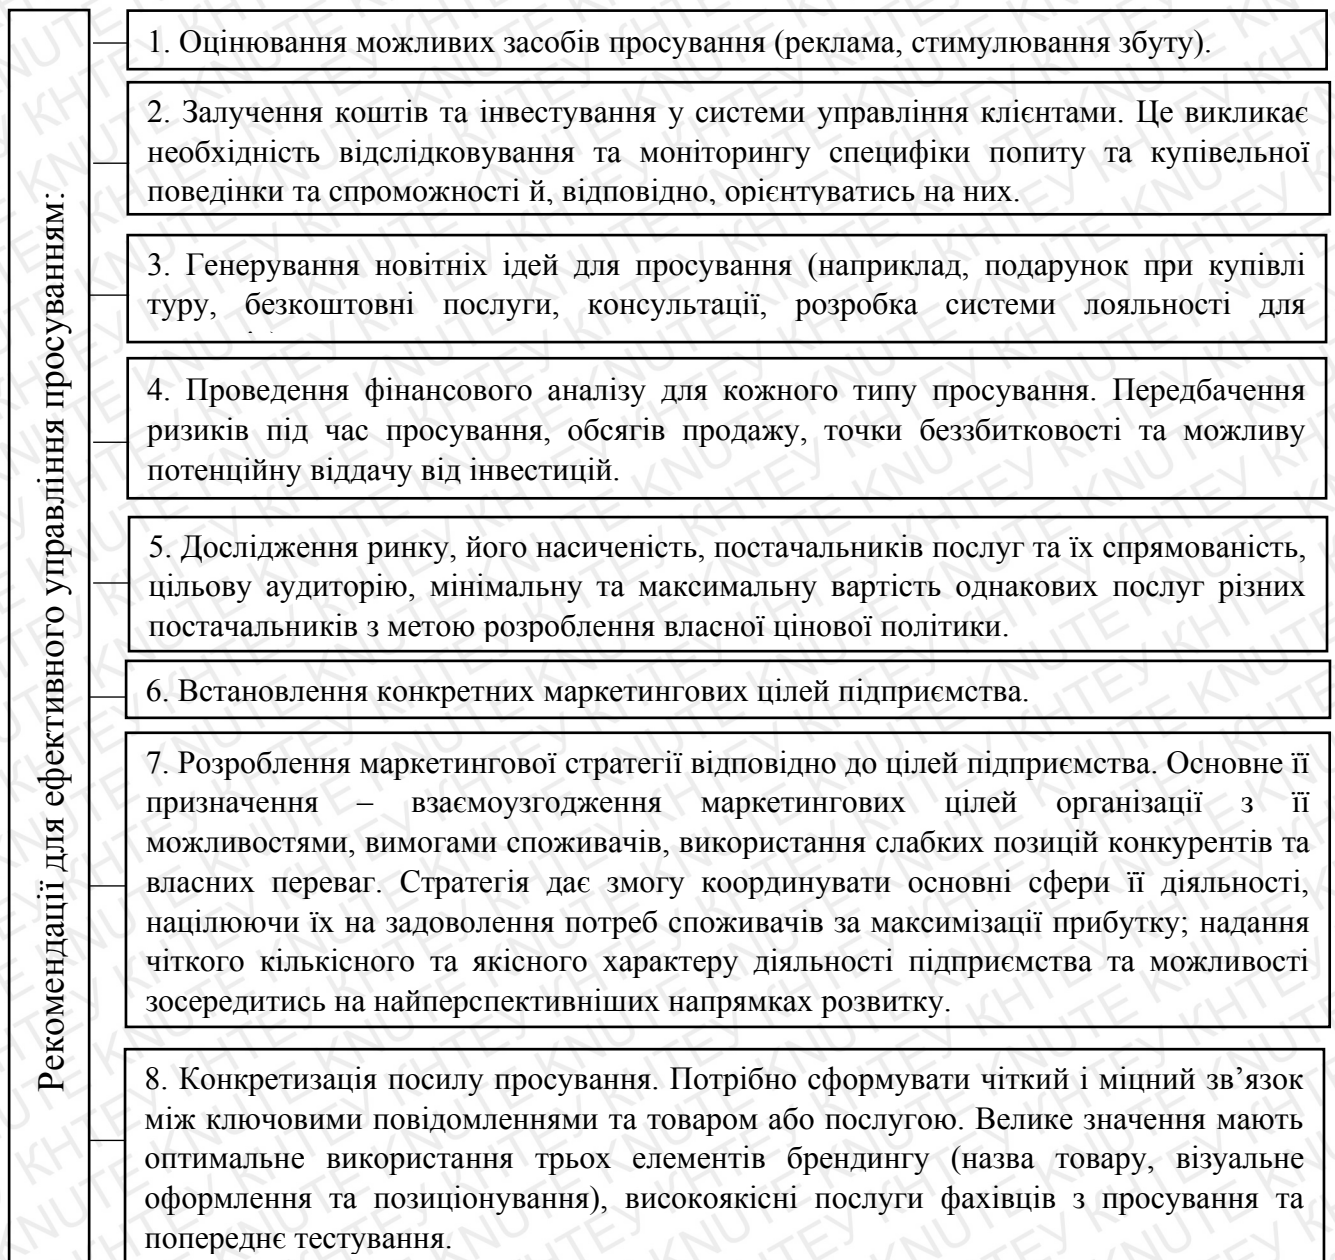 Рекомендації для ефективного управління просуванням:
1. Оцінювання можливих засобів просування (реклама, стимулювання збуту).
2. Залучення коштів та інвестування у системи управління клієнтами. Це викликає
необхідність відслідковування та моніторингу специфіки попиту та купівельної
поведінки та спроможності й, відповідно, орієнтуватись на них.
3. Генерування новітніх ідей для просування (наприклад, подарунок при купівлі
туру, безкоштовні послуги, консультації, розробка системи лояльності для
4. Проведення фінансового аналізу для кожного типу просування. Передбачення
ризиків під час просування, обсягів продажу, точки беззбитковості та можливу
потенційну віддачу від інвестицій.
5. Дослідження ринку, його насиченість, постачальників послуг та їх спрямованість,
цільову аудиторію, мінімальну та максимальну вартість однакових послуг різних
постачальників з метою розроблення власної цінової політики.
6. Встановлення конкретних маркетингових цілей підприємства.
7. Розроблення маркетингової стратегії відповідно до цілей підприємства. Основне її
призначення – взаємоузгодження маркетингових цілей організації з її
можливостями, вимогами споживачів, використання слабких позицій конкурентів та
власних переваг. Стратегія дає змогу координувати основні сфери її діяльності,
націлюючи їх на задоволення потреб споживачів за максимізації прибутку; надання
чіткого кількісного та якісного характеру діяльності підприємства та можливості
зосередитись на найперспективніших напрямках розвитку.
8. Конкретизація посилу просування. Потрібно сформувати чіткий і міцний зв’язок
між ключовими повідомленнями та товаром або послугою. Велике значення мають
оптимальне використання трьох елементів брендингу (назва товару, візуальне
оформлення та позиціонування), високоякісні послуги фахівців з просування та
попереднє тестування.